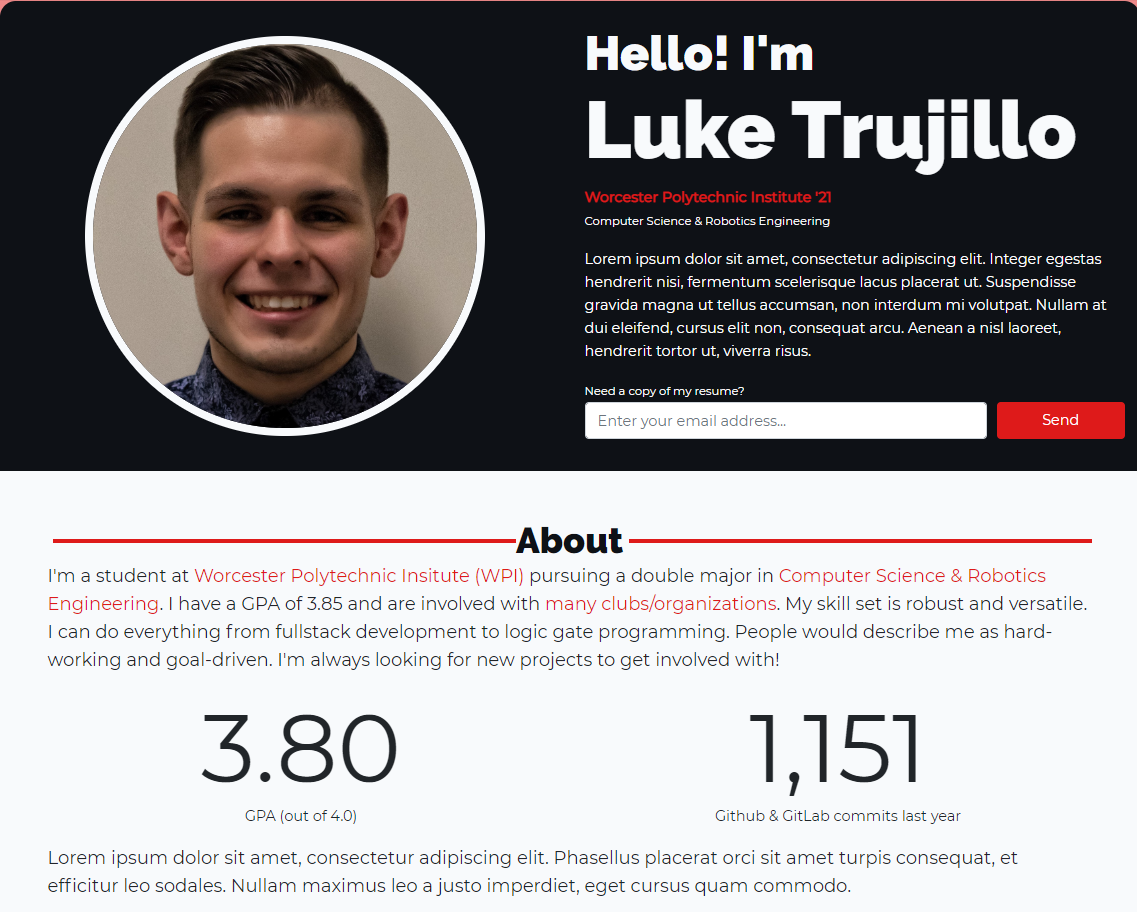 Hello! I'm
Luke Trujillo
Worcester Polytechnic Institute '21
Computer Science & Robotics Engineering
Lorem ipsum dolor sit amet, consectetur adipiscing elit. Integer egestas
hendrerit nisi, fermentum scelerisque lacus placerat ut. Suspendisse
gravida magna ut tellus accumsan, non interdum mi volutpat. Nullam at
dui eleifend, cursus elit non, consequat arcu. Aenean a nisl laoreet,
hendrerit tortor ut, viverra risus.
Need a copy of my resume?
Enter your email address... Send
About
I'm a student at Worcester Polytechnic Insitute (WPI) pursuing a double major in Computer Science & Robotics
Engineering. I have a GPA of 3.85 and are involved with many clubs/organizations. My skill set is robust and versatile.
I can do everything from fullstack development to logic gate programming. People would describe me as hard-
working and goal-driven. I'm always looking for new projects to get involved with!
3.80 1,151
GPA (out of 4.0) Github & GitLab commits last year
Lorem ipsum dolor sit amet, consectetur adipiscing elit. Phasellus placerat orci sit amet turpis consequat, et
efficitur leo sodales. Nullam maximus leo a justo imperdiet, eget cursus quam commodo.